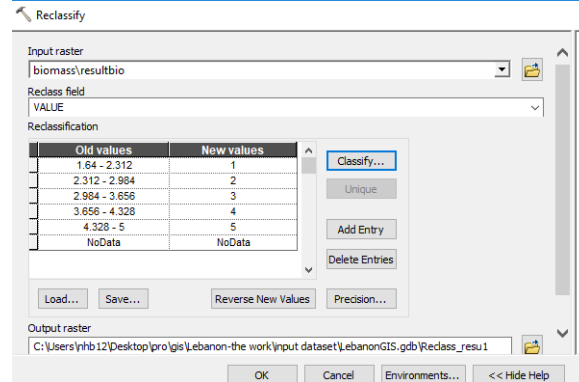 Reclassify
Input raster
biomass\resultbio
Reclass field
VALUE
Reclassification
Old values New values
1.64 - 2.312 1
2.312 - 2.984 2
2.984 - 3.656 3
3.656 - 4.328 4
4.328 - 5 5
NoData NoData
Classify...
Unique
Add Entry
Delete Entries
Load... Save... Reverse New Values Precision...
Output raster
C:\Users\nhb12\Desktop\pro\gis\Lebanon-the work\input dataset\LebanonGIS.gdb\Reclass_resu1
OK Cancel Environments... << Hide Help